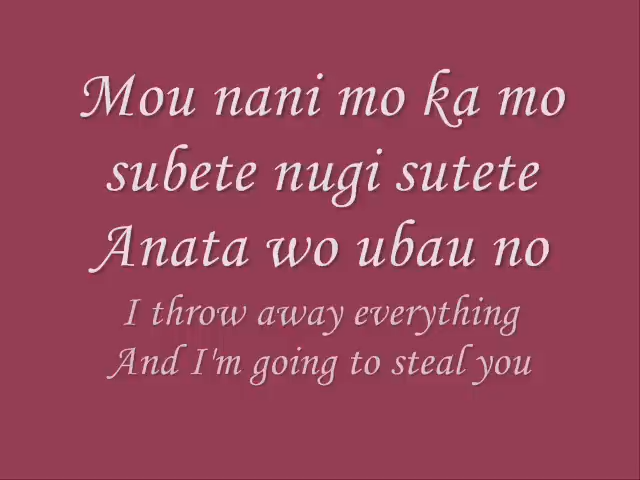 Mou nani mo ka mo
subete nugi sutete
Anata wo ubau no
I throw away everything
And I'm going to steal you